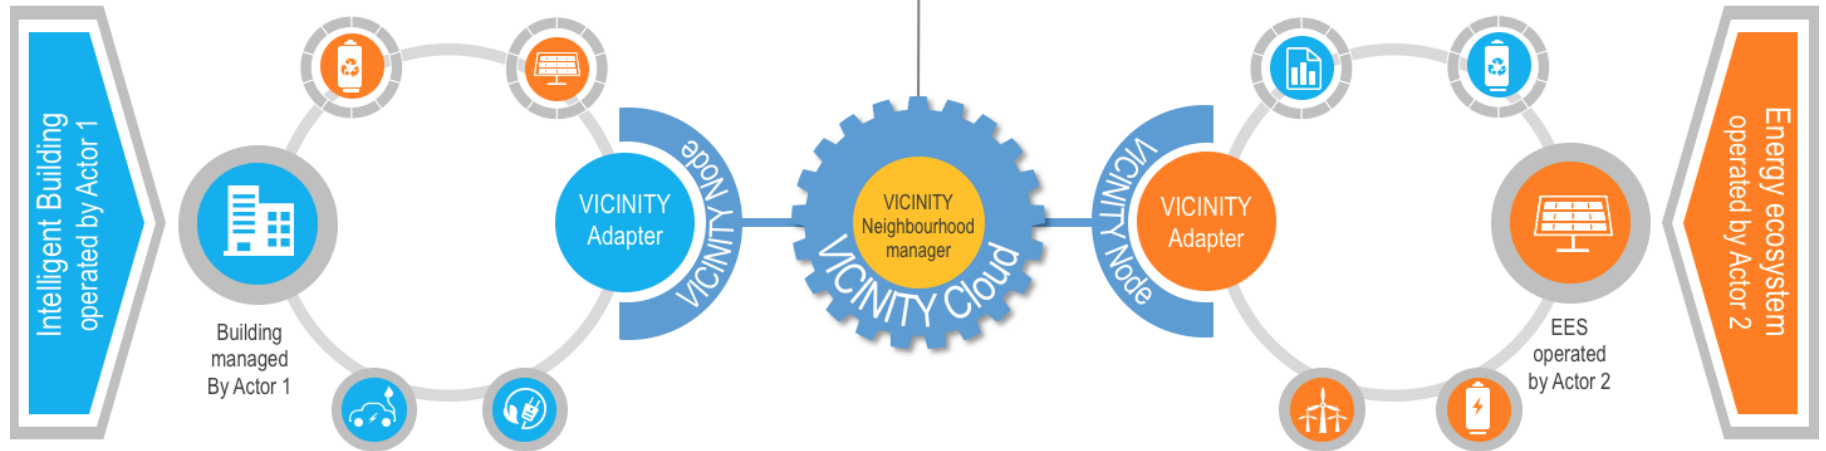 Intelligent Building
operated by Actor 1
Building
managed
By Actor 1
VICINITY
Adapter
VICINITY Node
VICINITY
Neighbourhood
manager
VICINITY Cloud
VICINITY Node
VICINITY
Adapter
EES
operated
by Actor 2
Energy ecosystem
operated by Actor 2